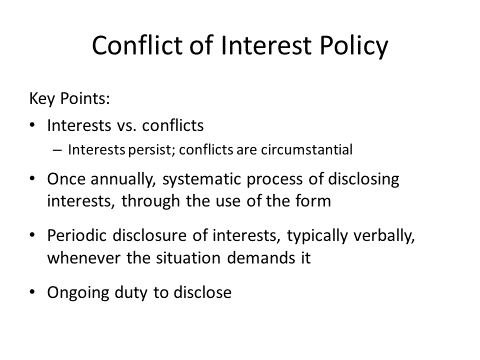 Conflict of Interest Policy
Key Points:
• Interests vs. conflicts
– Interests persist; conflicts are circumstantial
• Once annually, systematic process of disclosing
interests, through the use of the form
• Periodic disclosure of interests, typically verbally,
whenever the situation demands it
• Ongoing duty to disclose